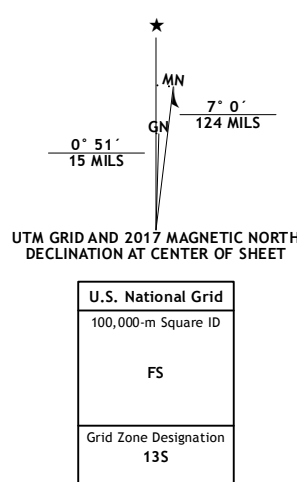 ★
MN
7° 0´
124 MILS
GN
0° 51´
15 MILS
UTM GRID AND 2017 MAGNETIC NORTH
DECLINATION AT CENTER OF SHEET
U.S. National Grid
100,000-m Square ID
FS
Grid Zone Designation
13S